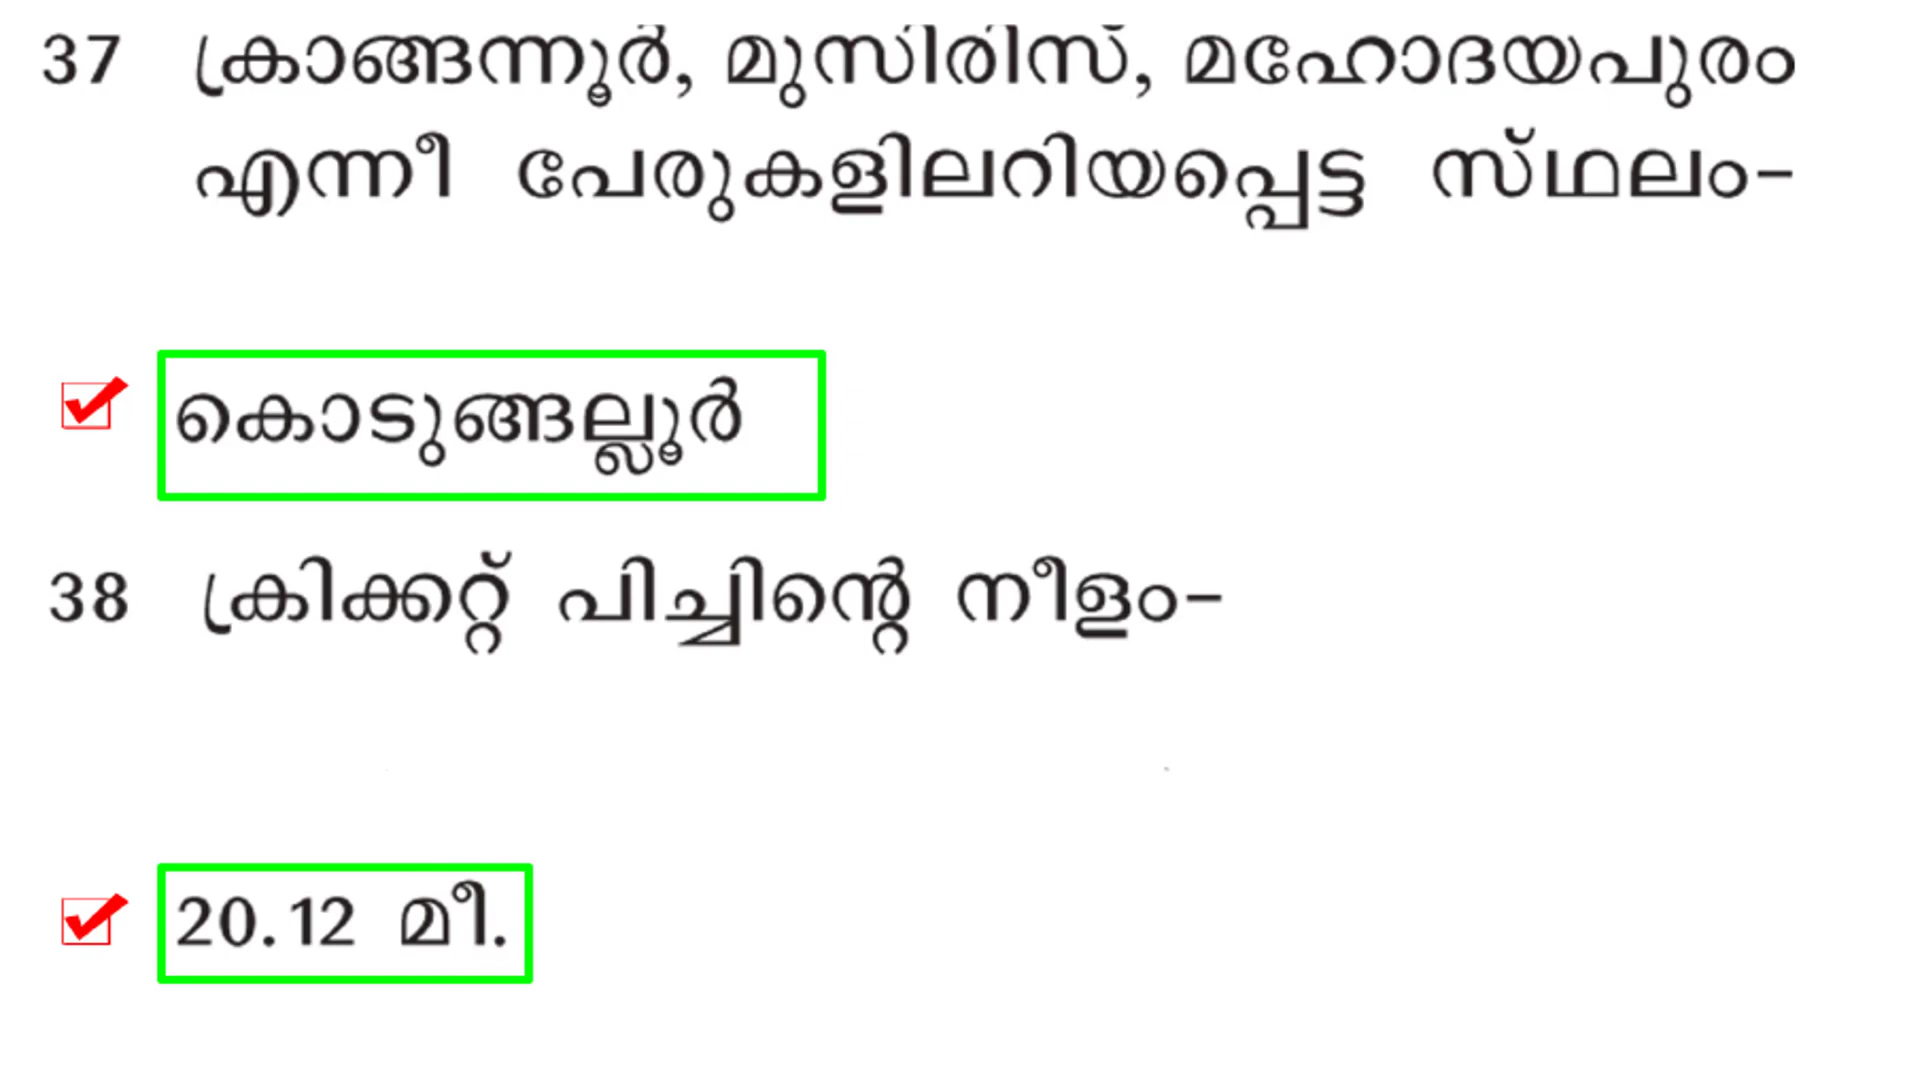 37 ക്രാങ്ങന്നൂർ, മുസിരിസ്, മഹോദയപുരം
എന്നീ പേരുകളിലറിയപ്പെട്ട സ്ഥലം-
കൊടുങ്ങല്ലൂർ
38 ക്രിക്കറ്റ് പിച്ചിന്റെ നീളം-
20.12 മീ.